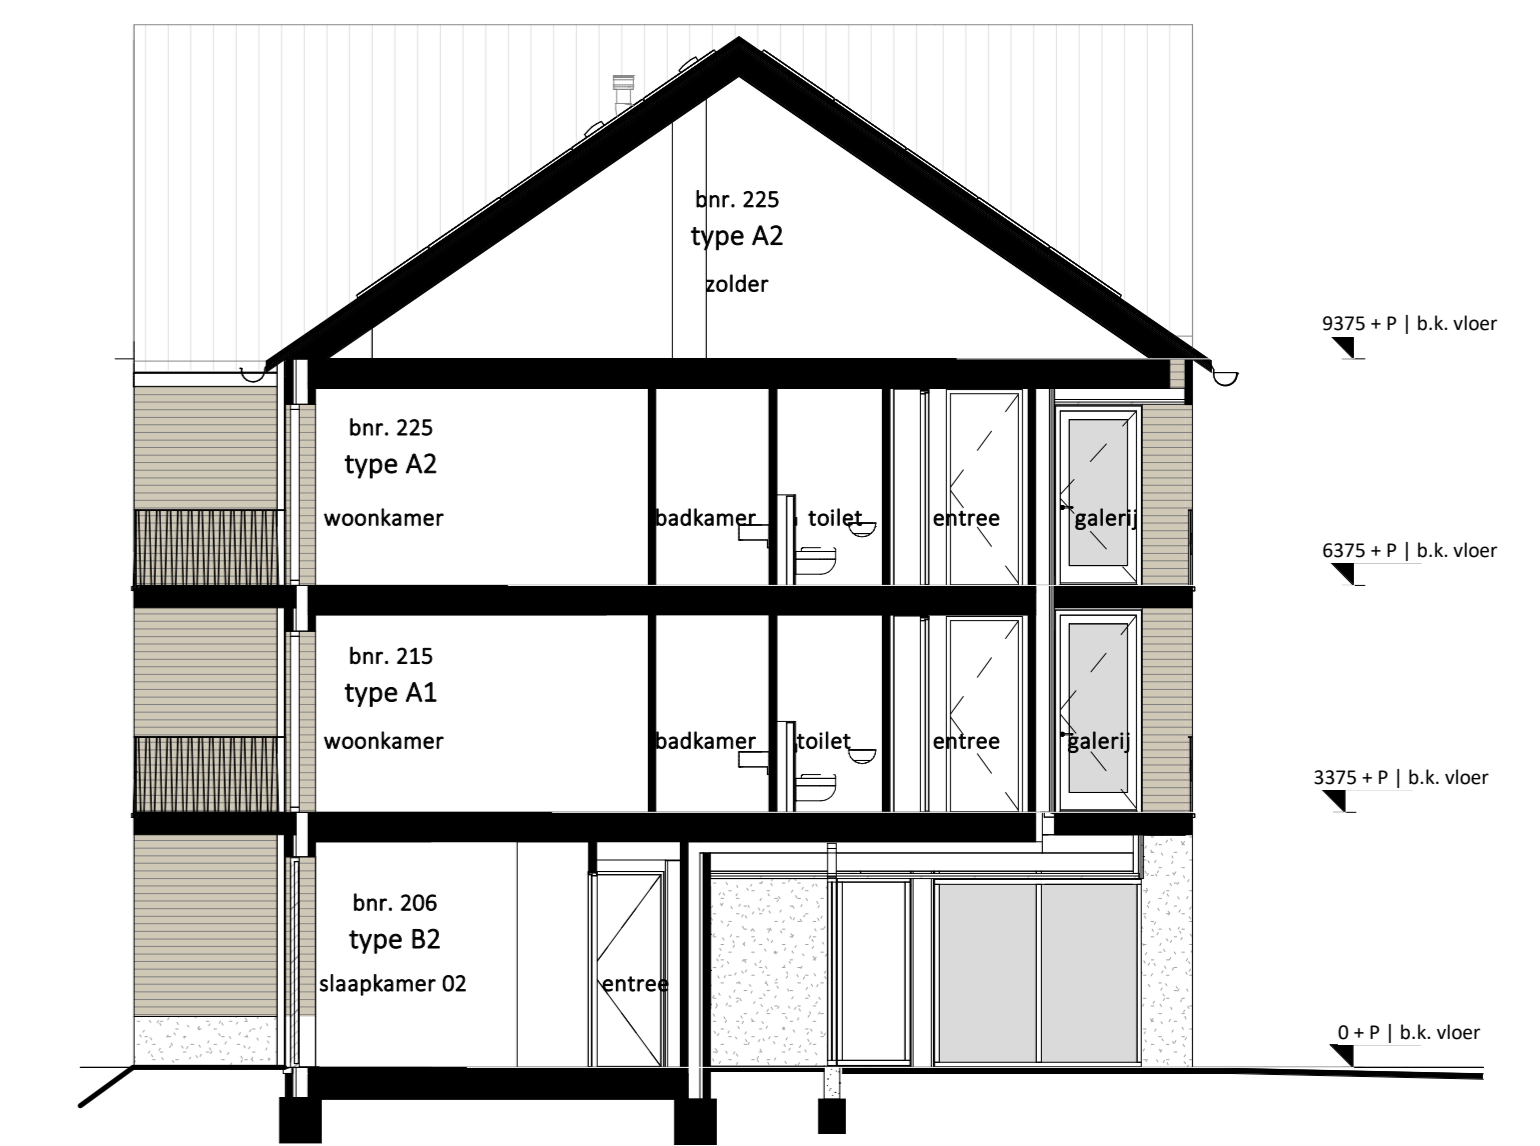 bnr. 225
type A2
zolder
9375 + P | b.k. vloer
bnr. 225
type A2
woonkamer
badkamer
toilet
entree
galerij
6375 + P | b.k. vloer
bnr. 215
type A1
woonkamer
badkamer
toilet
entree
galerij
3375 + P | b.k. vloer
bnr. 206
type B2
slaapkamer 02
entree
0 + P | b.k. vloer